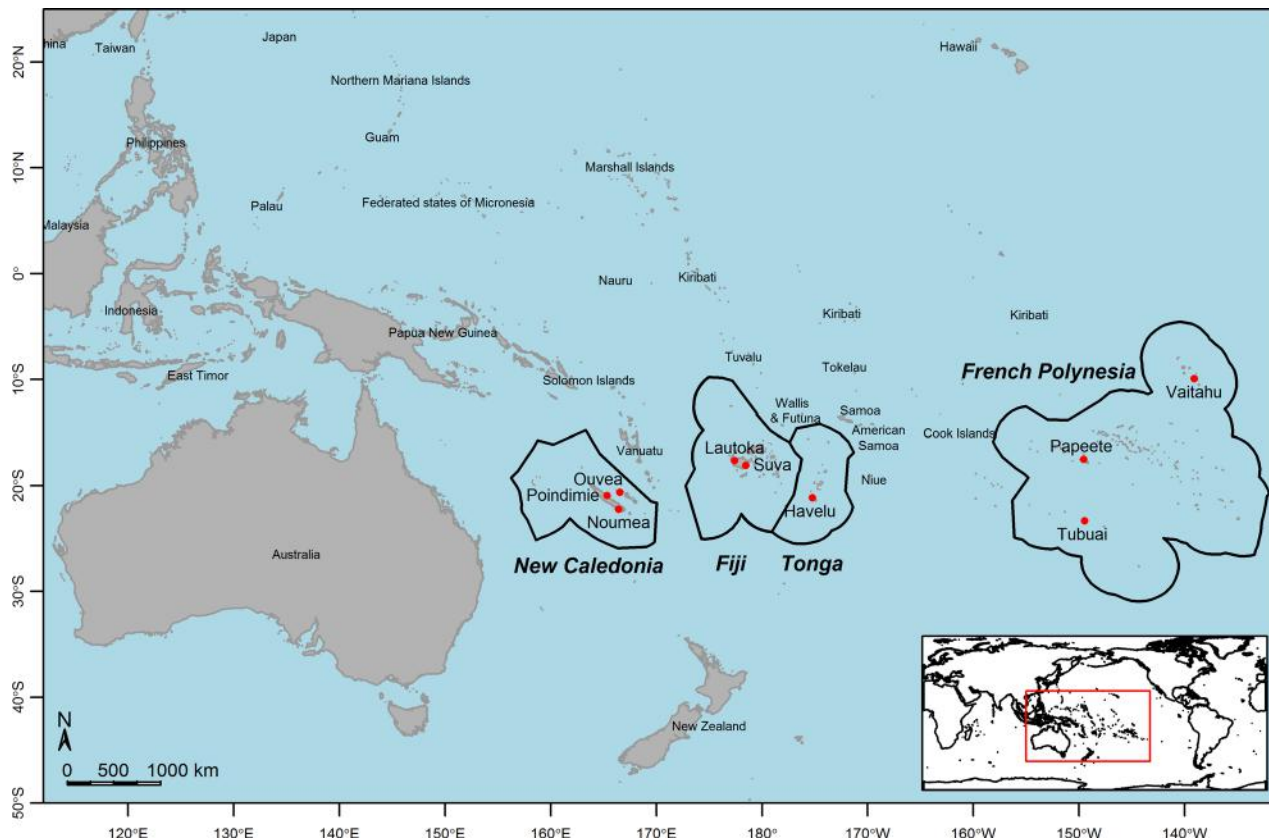 Japan
Hawaii
hina
Taiwan
20°N
Northern Mariana Islands
Guam
Philippines
10°N
Marshall Islands
Palau
Federated states of Micronesia
Malaysia
0°
Nauru
Kiribati
Indonesia
Kiribati
Kiribati
Papua New Guinea
Tuvalu
Tokelau
East Timor
Solomon Islands
10°S
French Polynesia
Vaitahu
Wallis
& Futuna
Samoa
American
Samoa
Cook Islands
Vanuatu
Lautoka
Suva
Papeete
20°S
Ouvea
Poindimie
Noumea
Niue
Havelu
Tubuai
Australia
New Caledonia
Fiji
Tonga
30°S
40°S
New Zealand
N
0 500 1000 km
50°S
120°E 130°E 140°E 150°E 160°E 170°E 180° 170°W 160°W 150°W 140°W